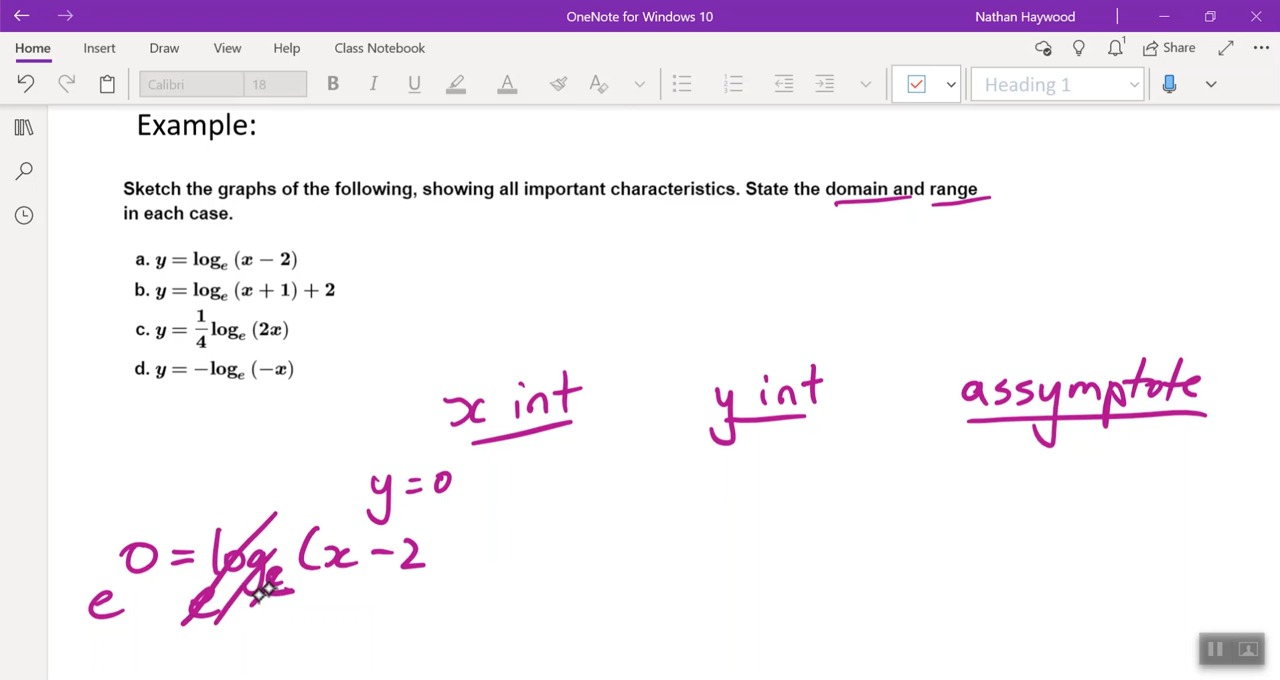 OneNote for Windows 10
Nathan Haywood
Home Insert Draw View Help Class Notebook
1 Share
Calibri 18 B I U A A Heading 1
Example:
Sketch the graphs of the following, showing all important characteristics. State the domain and range
in each case.
a. y = logₑ (x − 2)
b. y = logₑ (x + 1) + 2
c. y = 1/4 logₑ (2x)
d. y = −logₑ (−x)
x int y int assymptote
y = 0
0 = logₑ (x − 2
e e